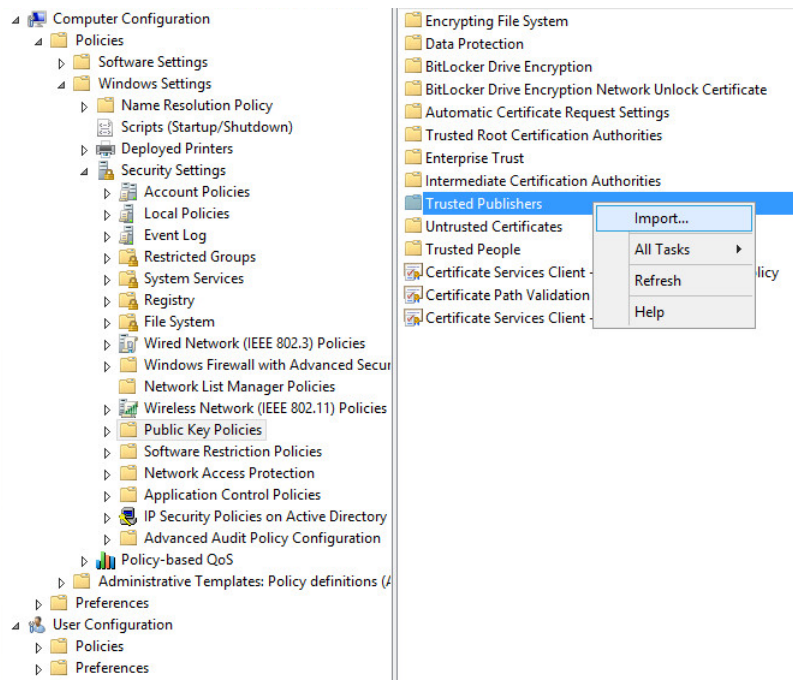 Computer Configuration
Policies
Software Settings
Windows Settings
Name Resolution Policy
Scripts (Startup/Shutdown)
Deployed Printers
Security Settings
Account Policies
Local Policies
Event Log
Restricted Groups
System Services
Registry
File System
Wired Network (IEEE 802.3) Policies
Windows Firewall with Advanced Secur
Network List Manager Policies
Wireless Network (IEEE 802.11) Policies
Public Key Policies
Software Restriction Policies
Network Access Protection
Application Control Policies
IP Security Policies on Active Directory
Advanced Audit Policy Configuration
Policy-based QoS
Administrative Templates: Policy definitions (
Preferences
User Configuration
Policies
Preferences
Encrypting File System
Data Protection
BitLocker Drive Encryption
BitLocker Drive Encryption Network Unlock Certificate
Automatic Certificate Request Settings
Trusted Root Certification Authorities
Enterprise Trust
Intermediate Certification Authorities
Trusted Publishers
Untrusted Certificates
Trusted People
Certificate Services Client - licy
Certificate Path Validation
Certificate Services Client -
Import...
All Tasks
Refresh
Help